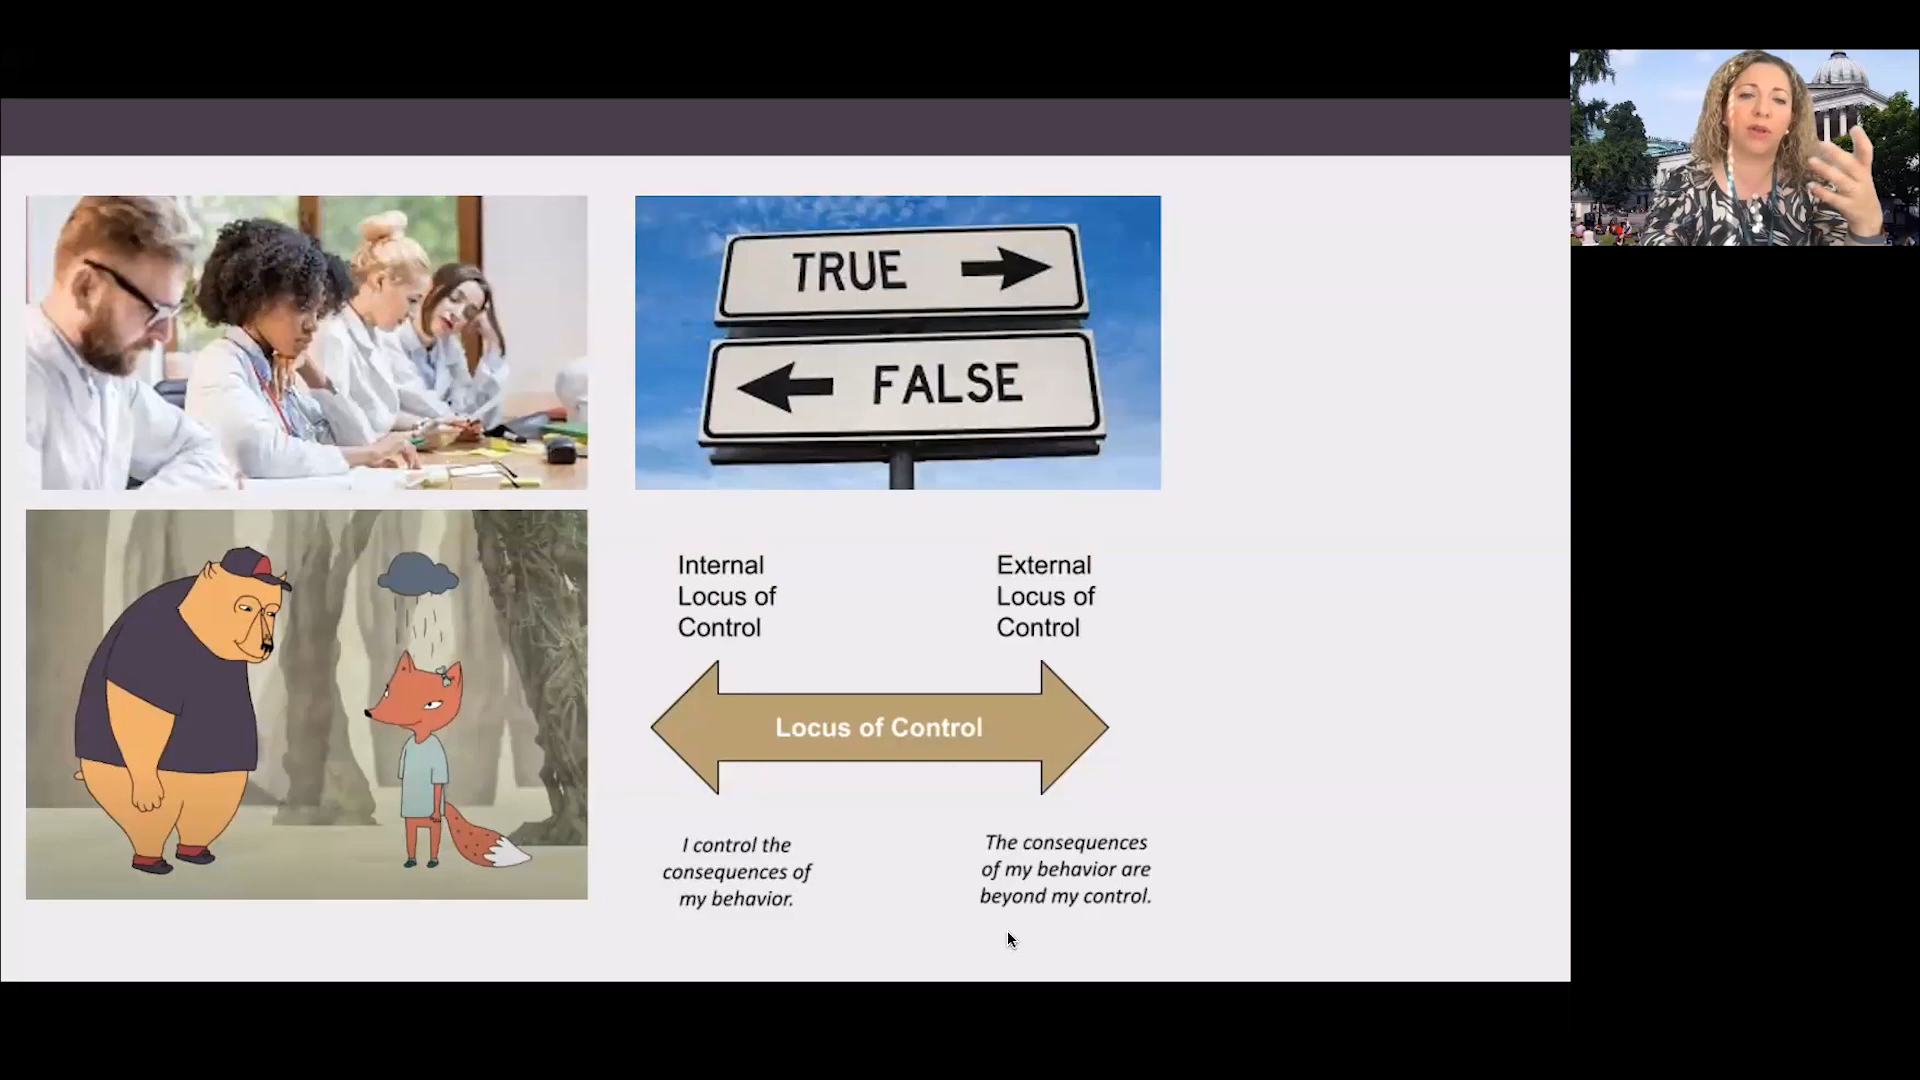 TRUE
FALSE
Internal
Locus of
Control
External
Locus of
Control
Locus of Control
I control the
consequences of
my behavior.
The consequences
of my behavior are
beyond my control.